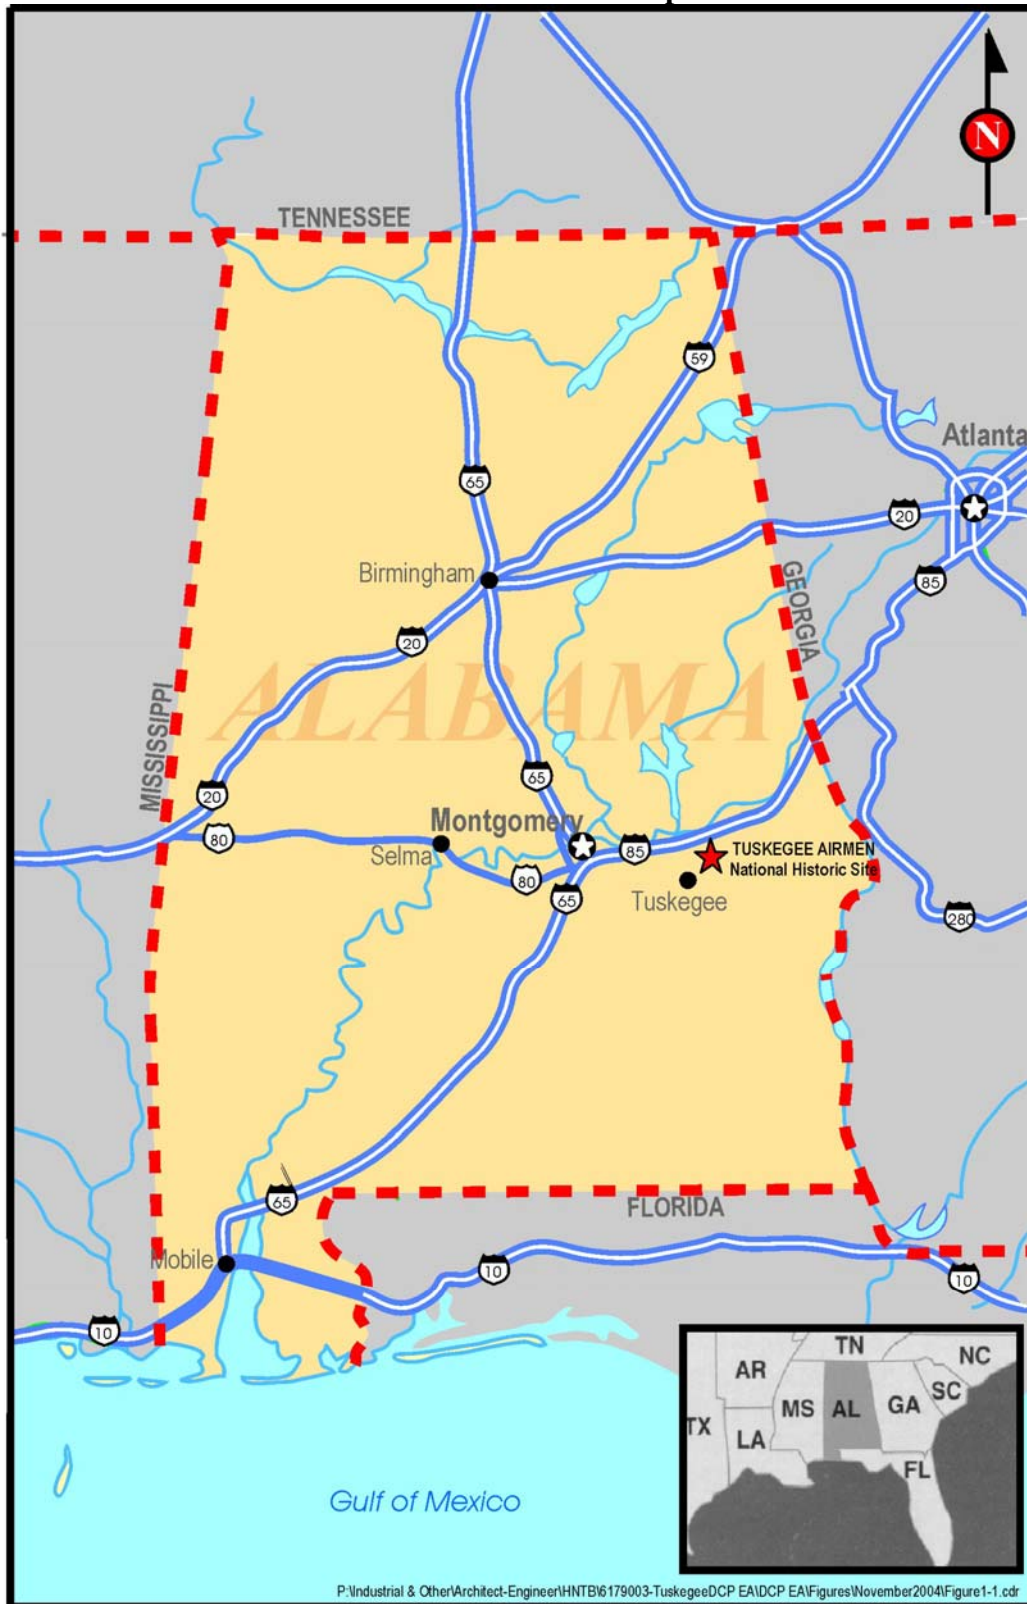 N
TENNESSEE
59
Atlanta
65
20
Birmingham
85
GEORGIA
20
ALABAMA
MISSISSIPPI
65
20
80
Montgomery
Selma
85
TUSKEGEE AIRMEN
National Historic Site
80
65
Tuskegee
280
65
FLORIDA
Mobile
10
10
10
TN
NC
AR
SC
MS
AL
GA
TX
LA
FL
Gulf of Mexico
P:\Industrial & Other\Architect-Engineer\HNTB\6179003-TuskegeeDCP EA\DCP EA\Figures\November2004\Figure1-1.cdr